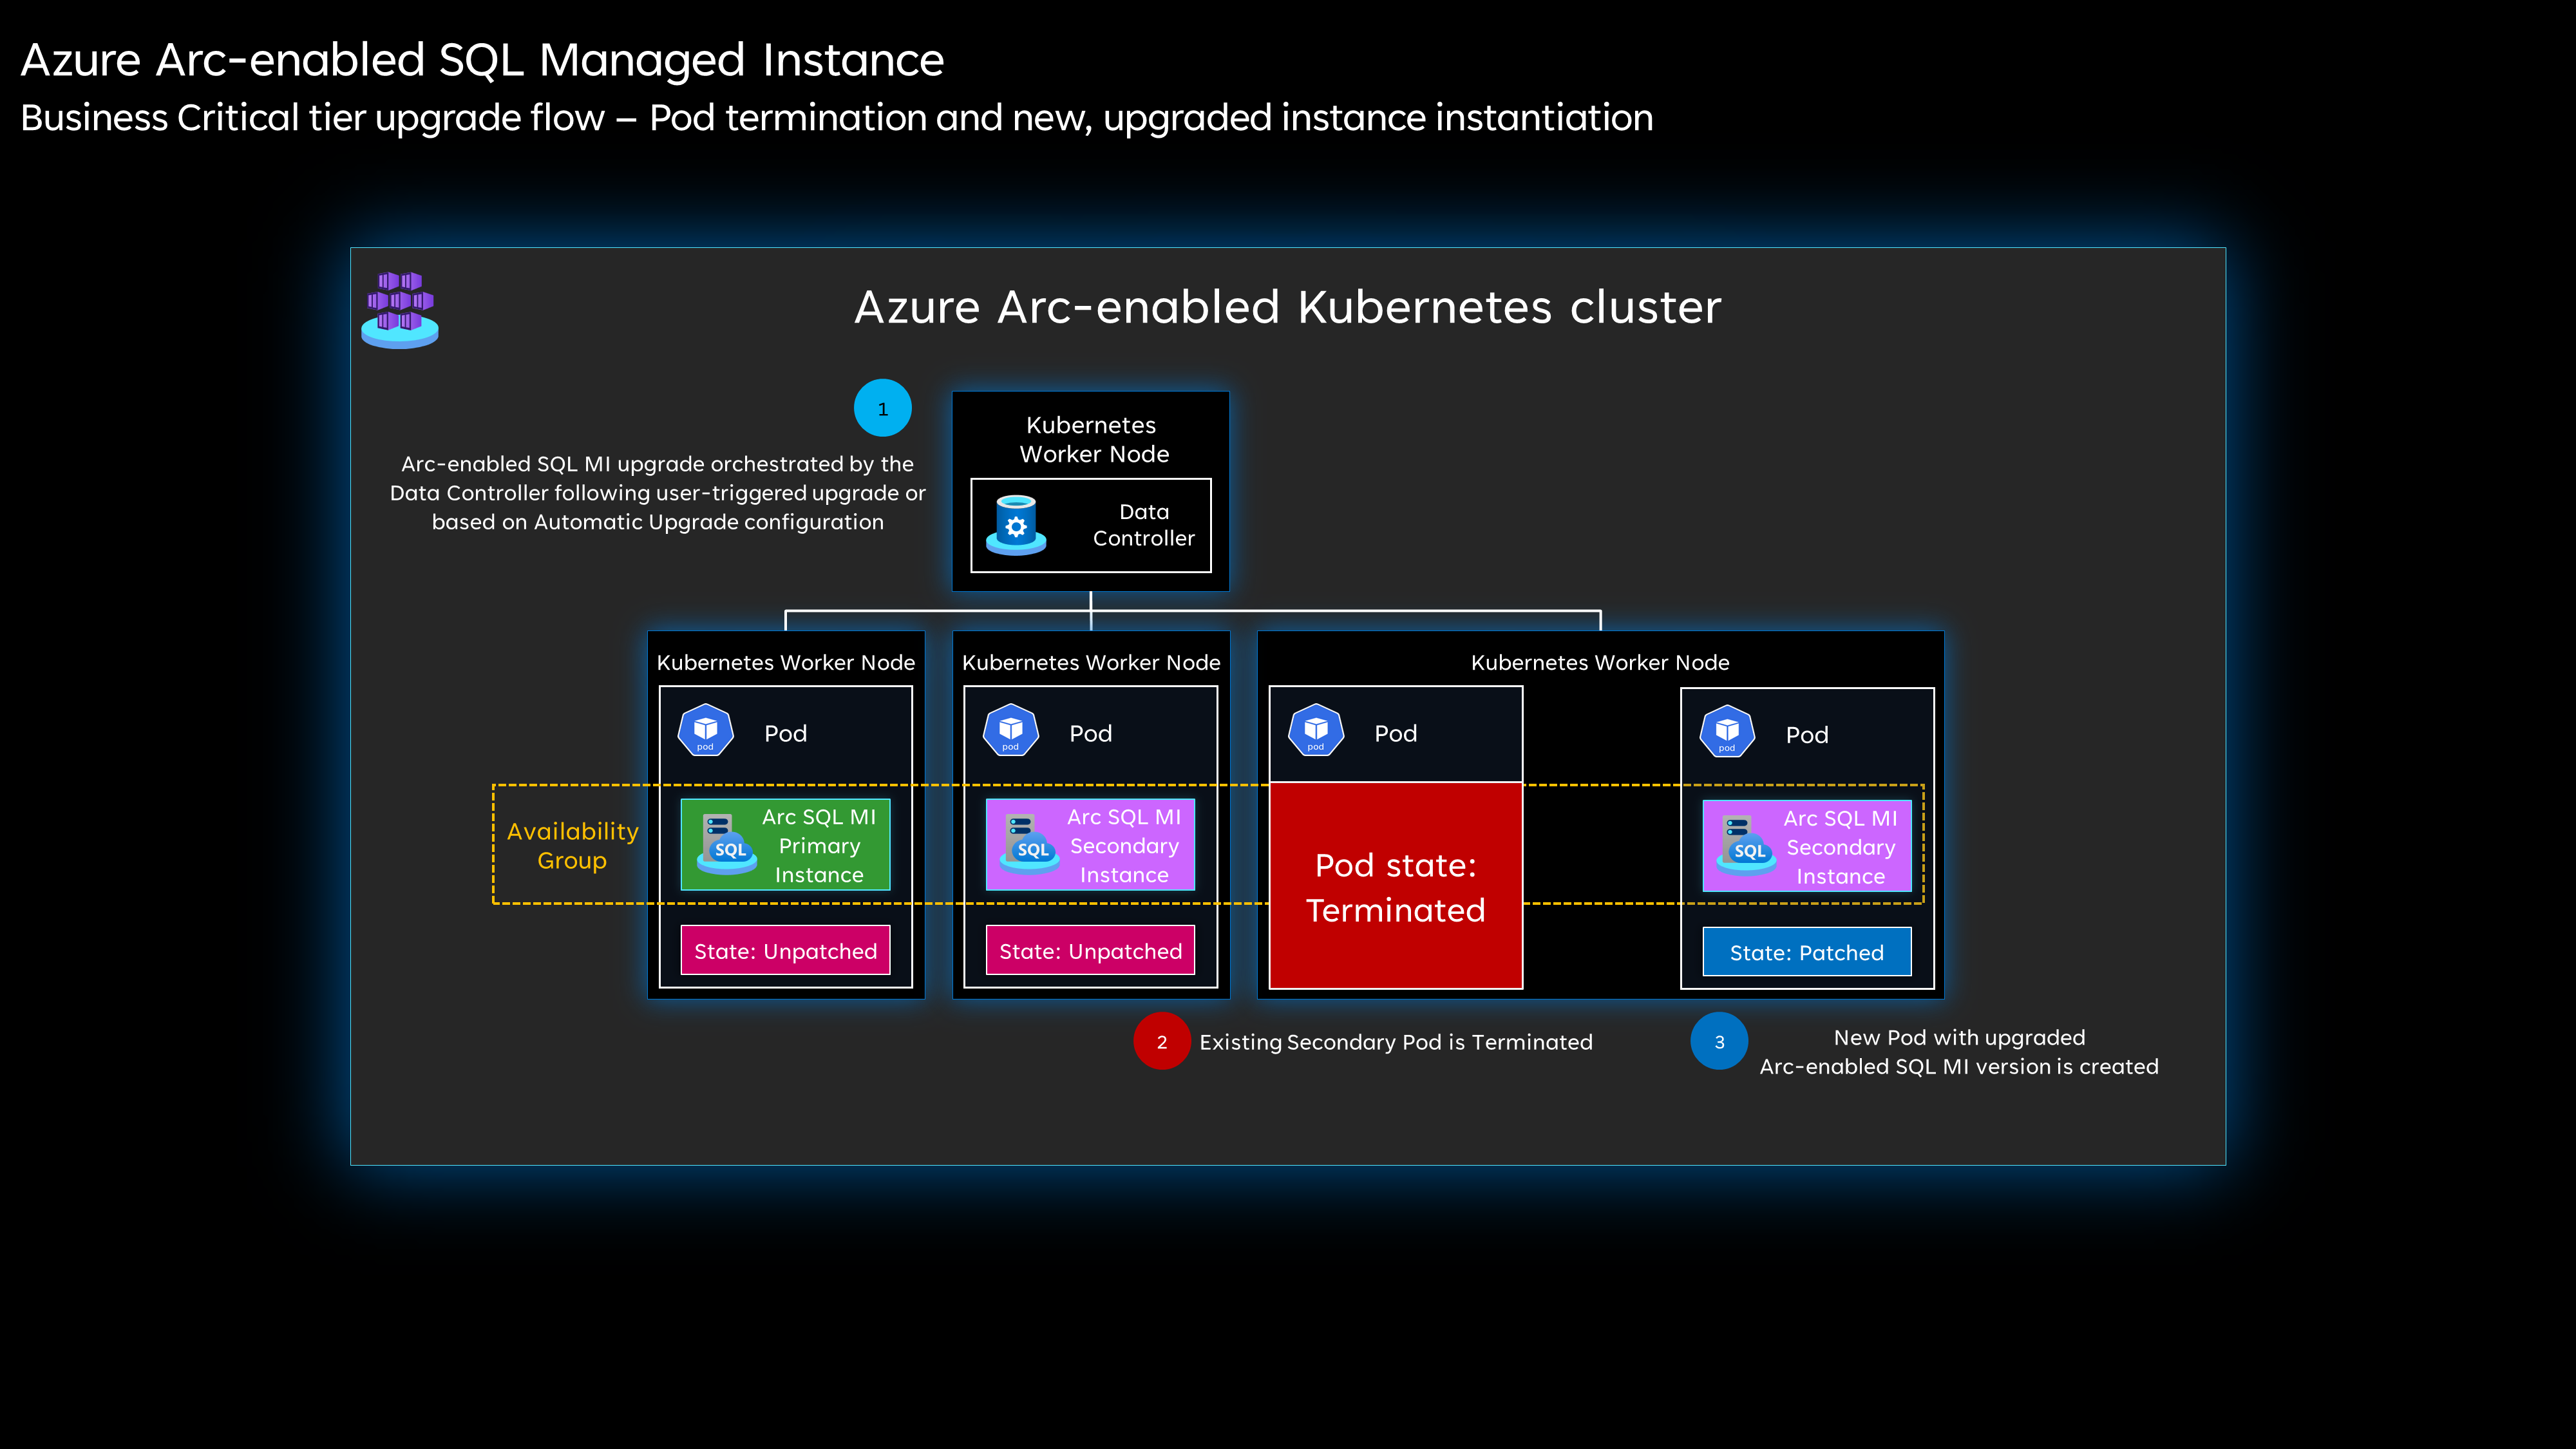 Azure Arc-enabled SQL Managed Instance
Business Critical tier upgrade flow – Pod termination and new, upgraded instance instantiation
Azure Arc-enabled Kubernetes cluster
1
Arc-enabled SQL MI upgrade orchestrated by the
Data Controller following user-triggered upgrade or
based on Automatic Upgrade configuration
Kubernetes
Worker Node
Data
Controller
Kubernetes Worker Node
pod
Pod
Kubernetes Worker Node
pod
Pod
Kubernetes Worker Node
pod
Pod
pod
Pod
Availability
Group
SQL
Arc SQL MI
Primary
Instance
State: Unpatched
SQL
Arc SQL MI
Secondary
Instance
State: Unpatched
Pod state:
Terminated
SQL
Arc SQL MI
Secondary
Instance
State: Patched
2
Existing Secondary Pod is Terminated
3
New Pod with upgraded
Arc-enabled SQL MI version is created